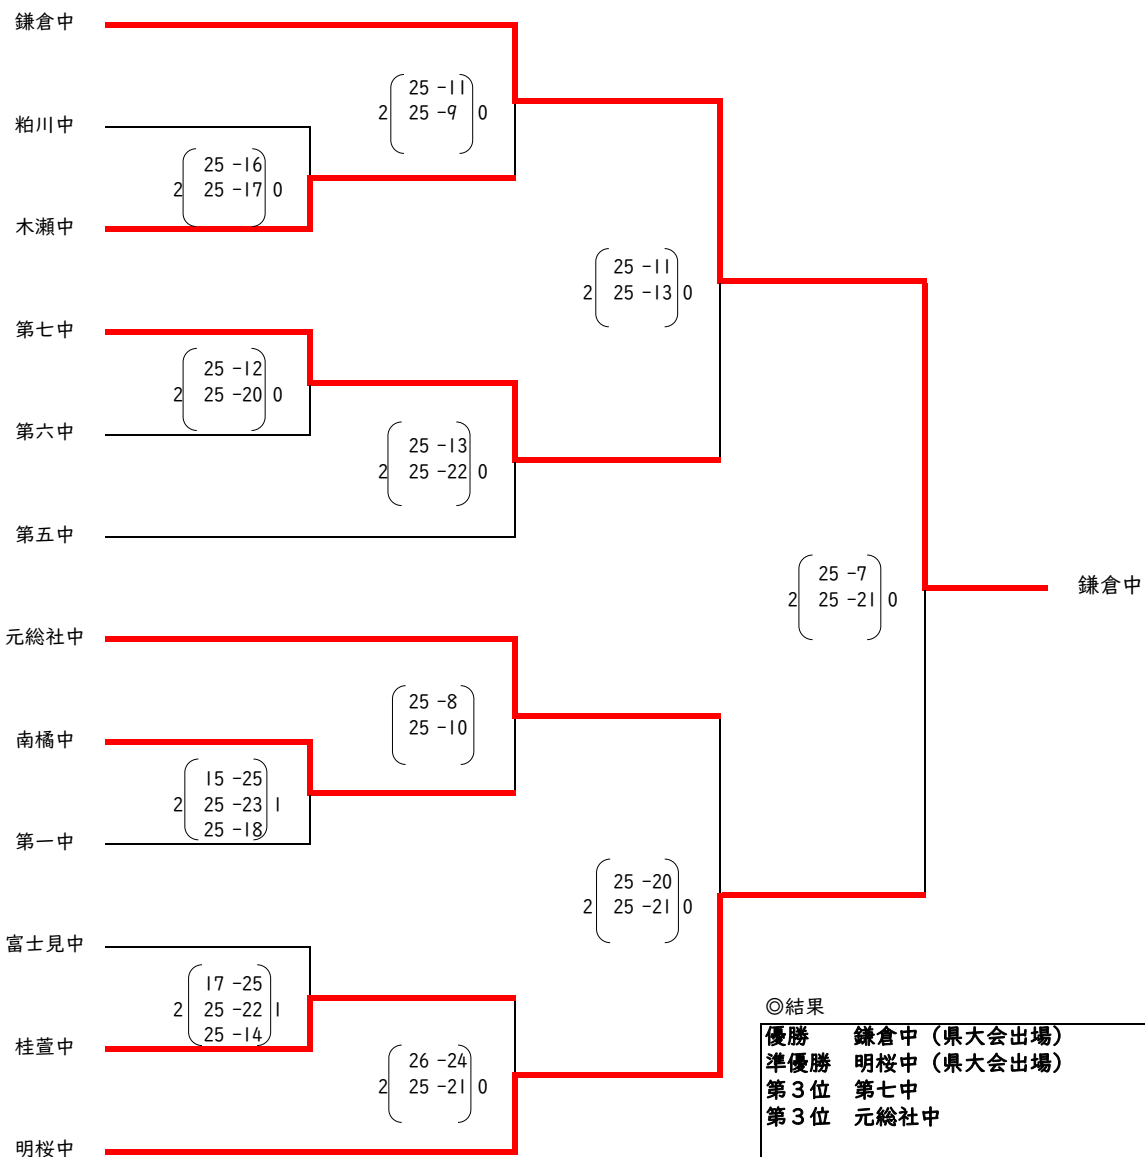 鎌倉中
25 -11
2 25 -9 0
粕川中
25 -16
2 25 -17 0
木瀬中
25 -11
2 25 -13 0
第七中
25 -12
2 25 -20 0
第六中
25 -13
2 25 -22 0
第五中
25 -7
2 25 -21 0
鎌倉中
元総社中
25 -8
25 -10
南橘中
15 -25
2 25 -23 1
25 -18
第一中
25 -20
2 25 -21 0
富士見中
17 -25
2 25 -22 1
25 -14
桂萱中
26 -24
2 25 -21 0
明桜中
◎結果
優勝 鎌倉中（県大会出場）
準優勝 明桜中（県大会出場）
第３位 第七中
第３位 元総社中